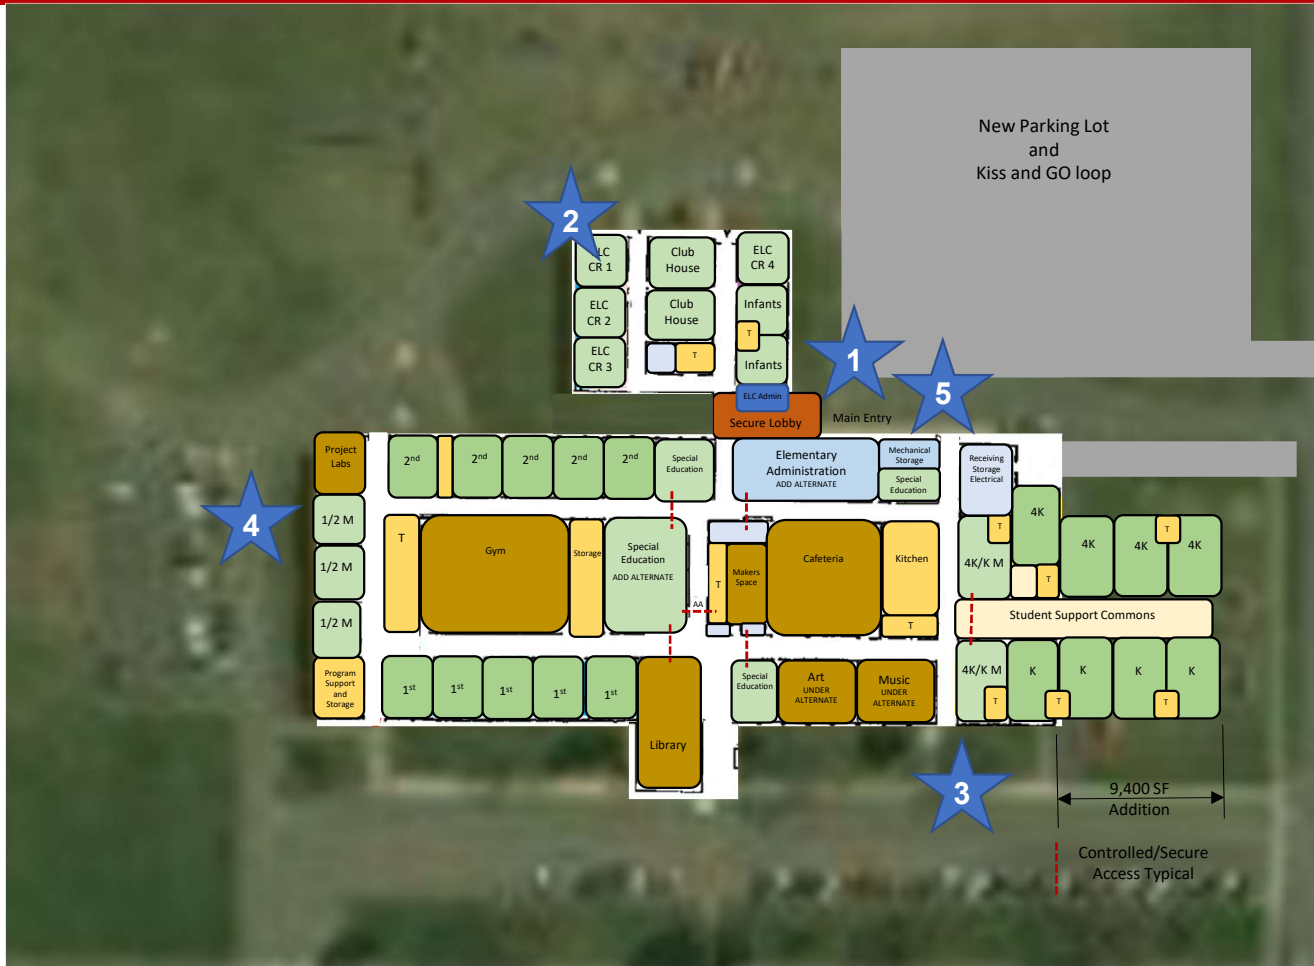 New Parking Lot
and
Kiss and GO loop
2
CR 1
Club
House
ELC
CR 4
ELC
CR 2
Club
House
Infants
T
ELC
CR 3
T
Infants
1
5
ELC Admin
Secure Lobby
Main Entry
Project
Labs
2nd
2nd
2nd
2nd
2nd
Special
Education
Elementary
Administration
ADD ALTERNATE
Mechanical
Storage
Special
Education
Receiving
Storage
Electrical
4
1/2 M
1/2 M
1/2 M
Program
Support
and
Storage
T
Gym
Storage
Special
Education
ADD ALTERNATE
AA
T
Makers
Space
Cafeteria
Kitchen
T
T
4K/K M
4K
T
4K
4K
T
4K
Student Support Commons
1st
1st
1st
1st
1st
Library
Special
Education
Art
UNDER
ALTERNATE
Music
UNDER
ALTERNATE
4K/K M
T
K
T
K
K
T
K
3
9,400 SF
Addition
Controlled/Secure
Access Typical